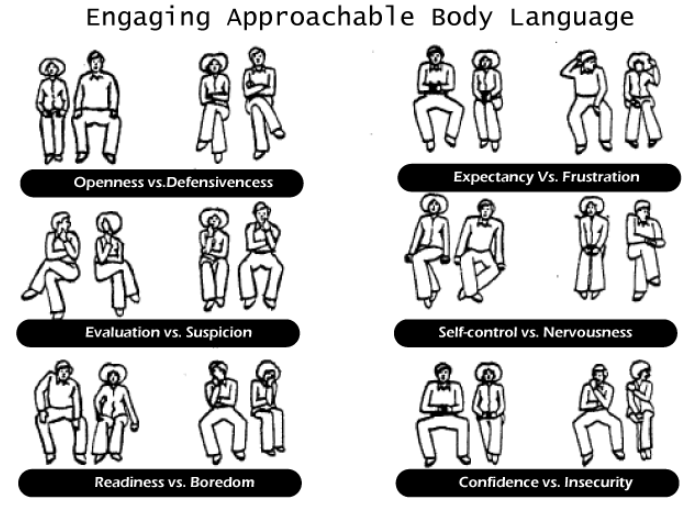 Engaging Approachable Body Language
Openness vs.Defensivencess
Expectancy Vs. Frustration
Evaluation vs. Suspicion
Self-control vs. Nervousness
Readiness vs. Boredom
Confidence vs. Insecurity